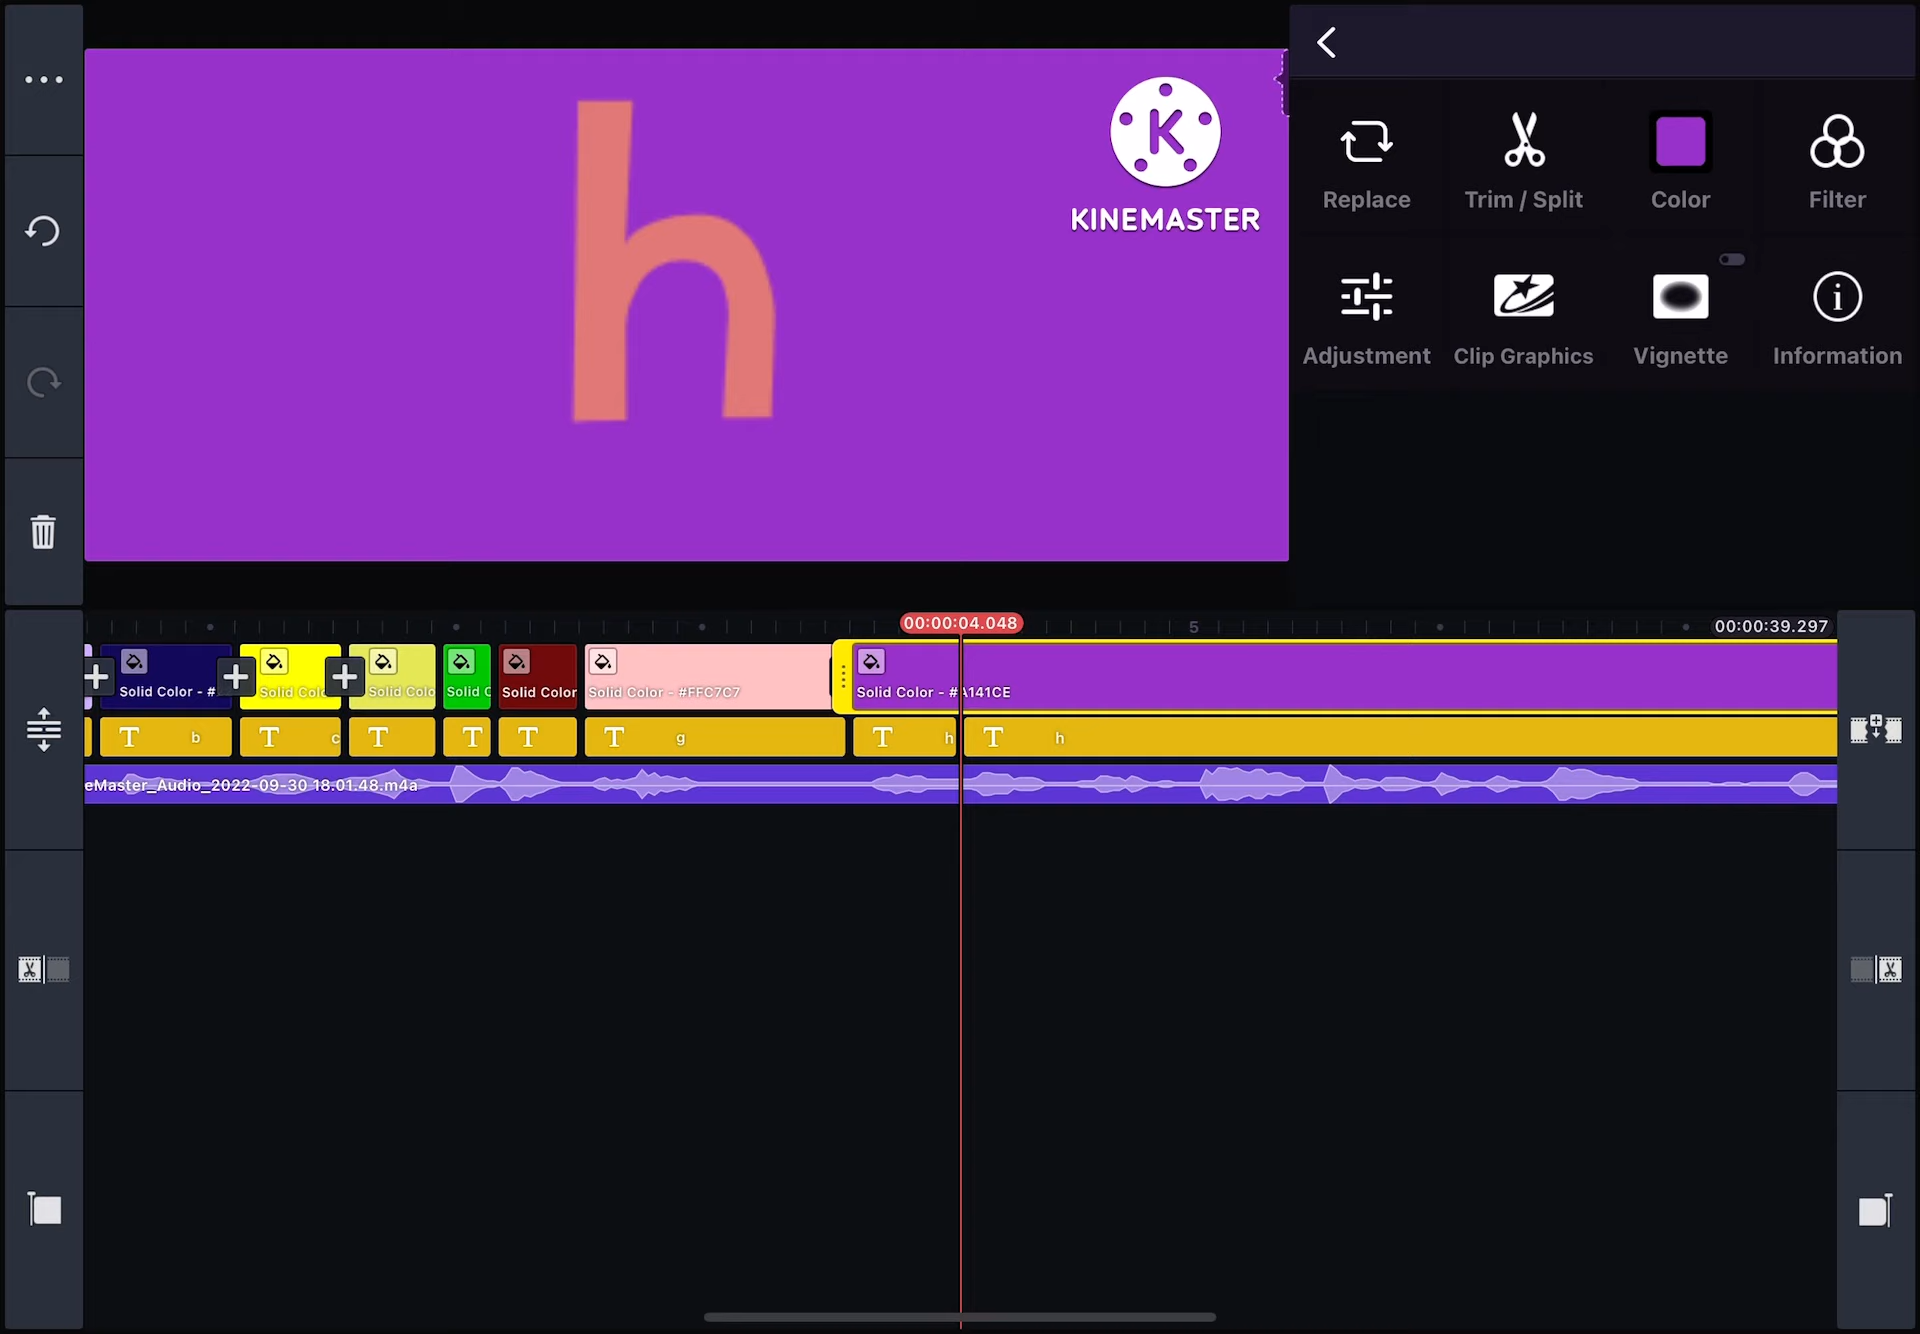 h
K
KINEMASTER
Replace
Trim / Split
Color
Filter
Adjustment
Clip Graphics
Vignette
Information
00:00:04.048
5
00:00:39.297
Solid Color - #
Solid Colo
Solid Colo
Solid C
Solid Color
Solid Color - #FFC7C7
Solid Color - #A141CE
T b
T c
T
T
T
T g
T h
T h
eMaster_Audio_2022-09-30 18.01.48.m4a